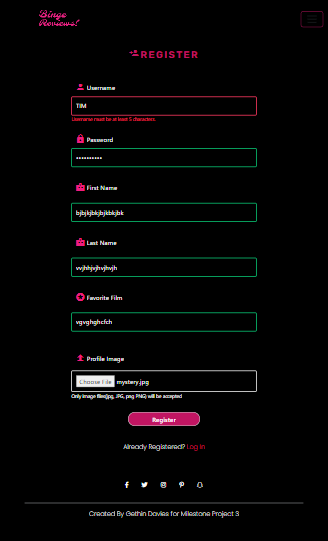 Binge
Reviews!
REGISTER
Username
TIM
Username must be at least 5 characters.
Password
First Name
bjbjkjbkjbjkbkjbk
Last Name
vvjhhjvjhvjhvjh
Favorite Film
vgvghghcfch
Profile Image
Choose File mystery.jpg
Only image files(jpg, JPG, png PNG) will be accepted
Register
Already Registered? Log In
Created By Gethin Davies for Milestone Project 3